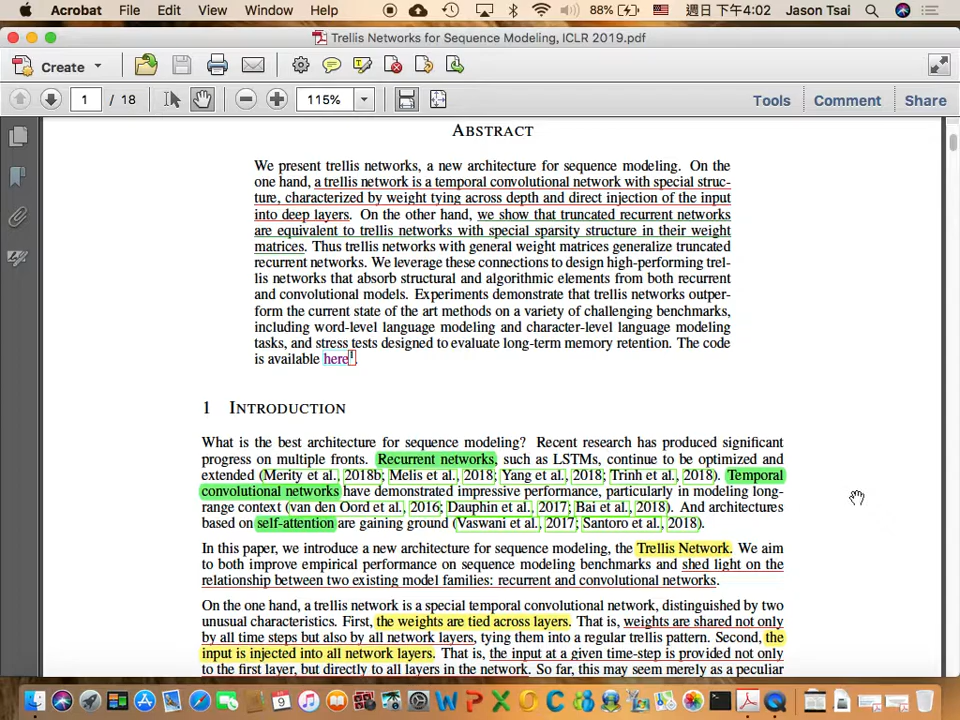 Acrobat File Edit View Window Help 88% 週日 下午4:02 Jason Tsai
Trellis Networks for Sequence Modeling, ICLR 2019.pdf
Create
1 / 18 115% Tools Comment Share
ABSTRACT
We present trellis networks, a new architecture for sequence modeling. On the
one hand, a trellis network is a temporal convolutional network with special struc-
ture, characterized by weight tying across depth and direct injection of the input
into deep layers. On the other hand, we show that truncated recurrent networks
are equivalent to trellis networks with special sparsity structure in their weight
matrices. Thus trellis networks with general weight matrices generalize truncated
recurrent networks. We leverage these connections to design high-performing trel-
lis networks that absorb structural and algorithmic elements from both recurrent
and convolutional models. Experiments demonstrate that trellis networks outper-
form the current state of the art methods on a variety of challenging benchmarks,
including word-level language modeling and character-level language modeling
tasks, and stress tests designed to evaluate long-term memory retention. The code
is available here1.
1 INTRODUCTION
What is the best architecture for sequence modeling? Recent research has produced significant
progress on multiple fronts. Recurrent networks, such as LSTMs, continue to be optimized and
extended (Merity et al., 2018b; Melis et al., 2018; Yang et al., 2018; Trinh et al., 2018). Temporal
convolutional networks have demonstrated impressive performance, particularly in modeling long-
range context (van den Oord et al., 2016; Dauphin et al., 2017; Bai et al., 2018). And architectures
based on self-attention are gaining ground (Vaswani et al., 2017; Santoro et al., 2018).
In this paper, we introduce a new architecture for sequence modeling, the Trellis Network. We aim
to both improve empirical performance on sequence modeling benchmarks and shed light on the
relationship between two existing model families: recurrent and convolutional networks.
On the one hand, a trellis network is a special temporal convolutional network, distinguished by two
unusual characteristics. First, the weights are tied across layers. That is, weights are shared not only
by all time steps but also by all network layers, tying them into a regular trellis pattern. Second, the
input is injected into all network layers. That is, the input at a given time-step is provided not only
to the first layer, but directly to all layers in the network. So far, this may seem merely as a peculiar